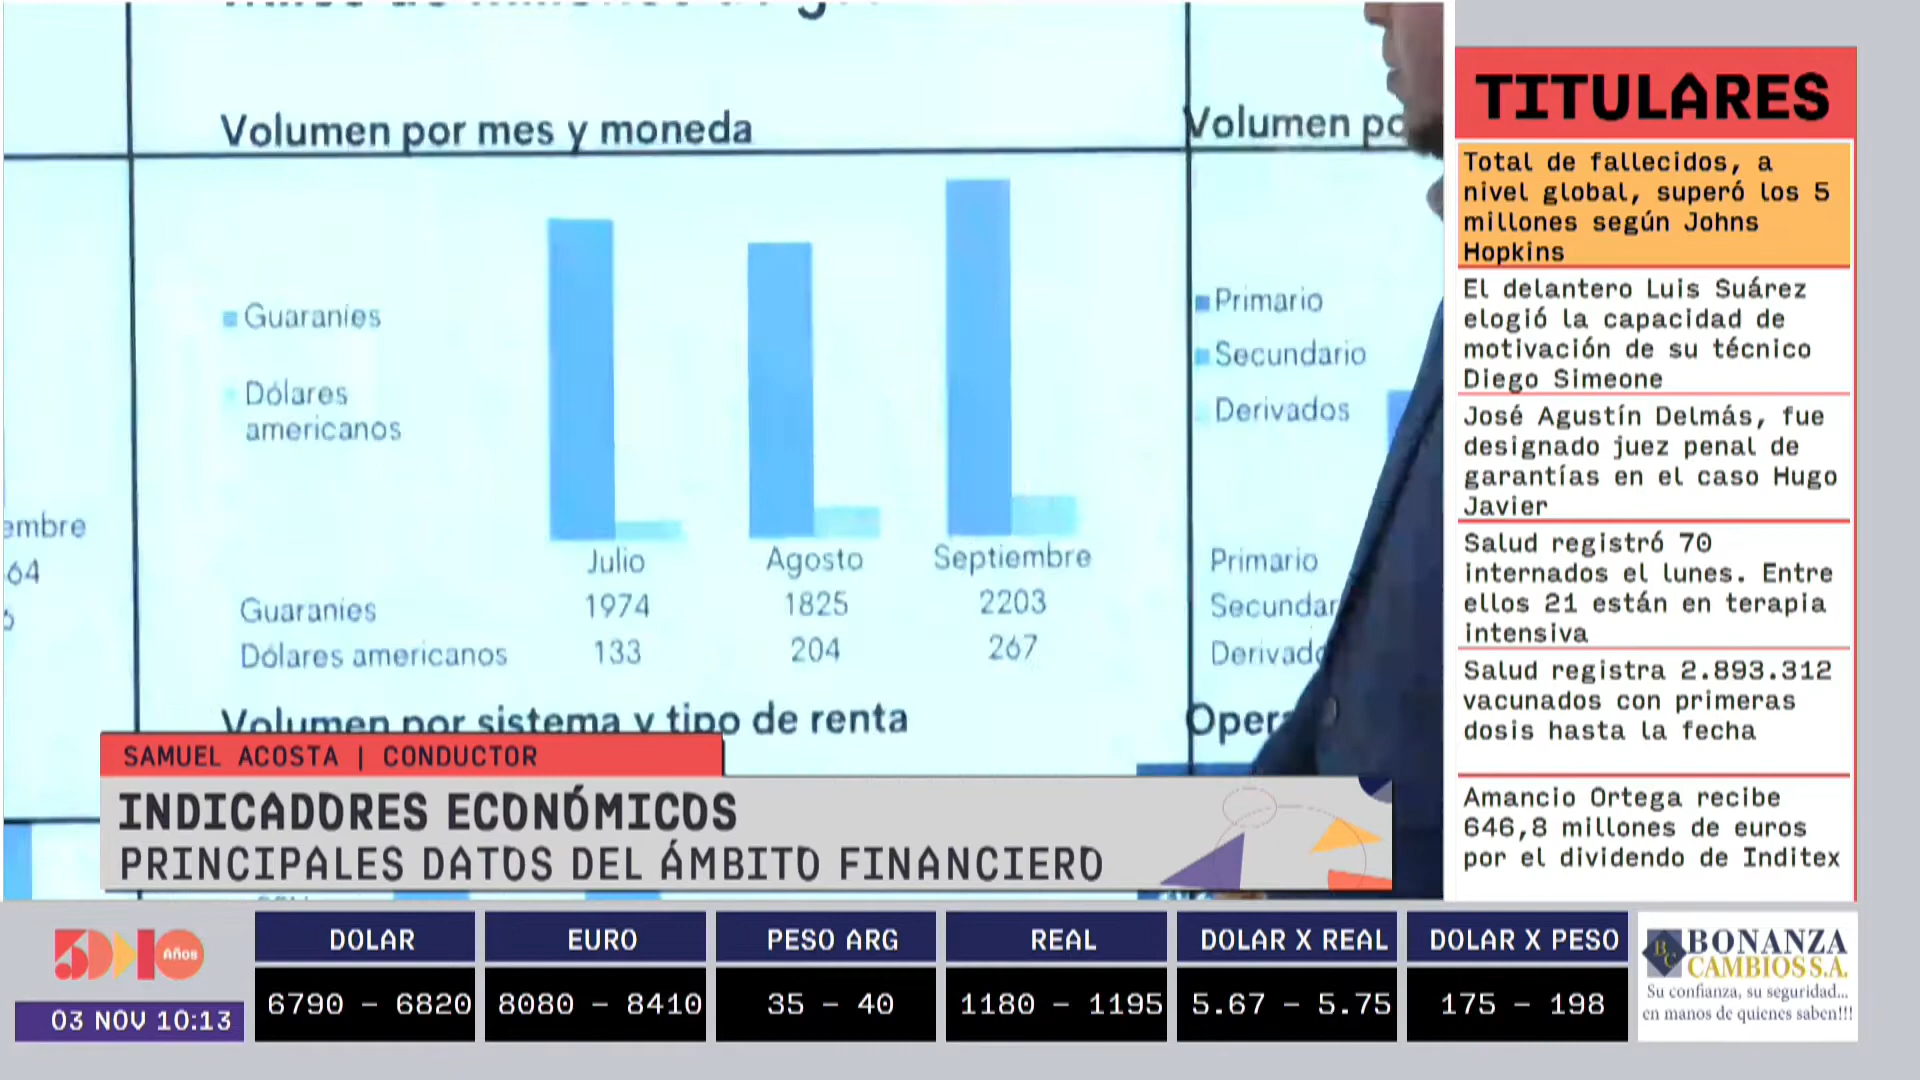 Volumen por mes y moneda
Volumen
Guaranies
Dólares
americanos
Primario
Secundario
Derivados
embre
64
Julio
Agosto
Septiembre
Guaranies
1974
1825
2203
Dólares americanos
133
204
267
Primario
Volumen por sistema y tipo de renta
SAMUEL ACOSTA | CONDUCTOR
INDICADORES ECONÓMICOS
PRINCIPALES DATOS DEL ÁMBITO FINANCIERO
TITULARES
Total de fallecidos, a
nivel global, superó los 5
millones según Johns
Hopkins
El delantero Luis Suárez
elogió la capacidad de
motivación de su técnico
Diego Simeone
José Agustín Delmás, fue
designado juez penal de
garantías en el caso Hugo
Javier
Salud registró 70
internados el lunes. Entre
ellos 21 están en terapia
intensiva
Salud registra 2.893.312
vacunados con primeras
dosis hasta la fecha
Amancio Ortega recibe
646,8 millones de euros
por el dividendo de Inditex
5DÍ10 Años
03 NOV 10:13
DOLAR
6790 - 6820
EURO
8080 - 8410
PESO ARG
35 - 40
REAL
1180 - 1195
DOLAR X REAL
5.67 - 5.75
DOLAR X PESO
175 - 198
BC BONANZA
CAMBIOS S.A.
Su confianza, su seguridad...
en manos de quienes saben!!!